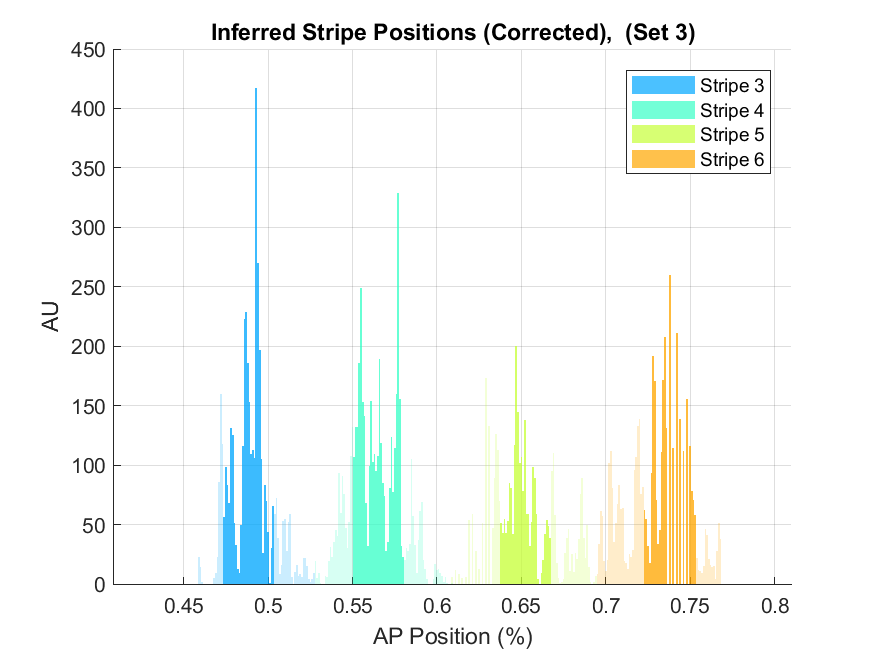 Inferred Stripe Positions (Corrected),  (Set 3)
450
400
350
300
250
200
150
100
50
0
AU
Stripe 3
Stripe 4
Stripe 5
Stripe 6
0.45 0.5 0.55 0.6 0.65 0.7 0.75 0.8
AP Position (%)